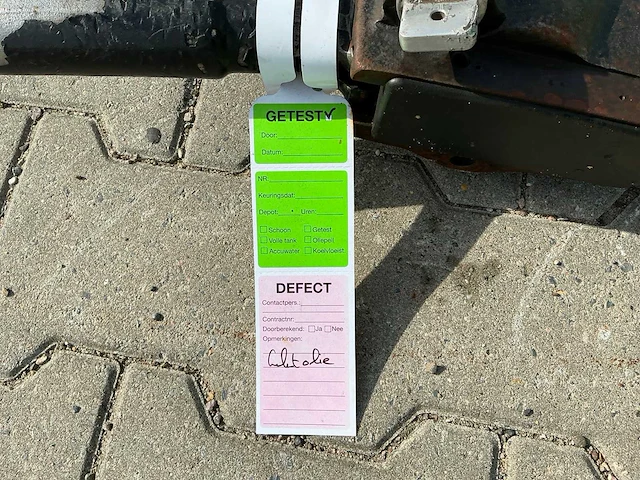 GETEST
Door:
Datum:
NR.
Keuringsdat:
Depot: Uren:
Schoon Getest
Volle tank Oliepeil
Accuwater Koelvloeist
DEFECT
Contactpers.:
Contractnr.:
Doorberekend: Ja Nee
Opmerkingen:
lekt olie